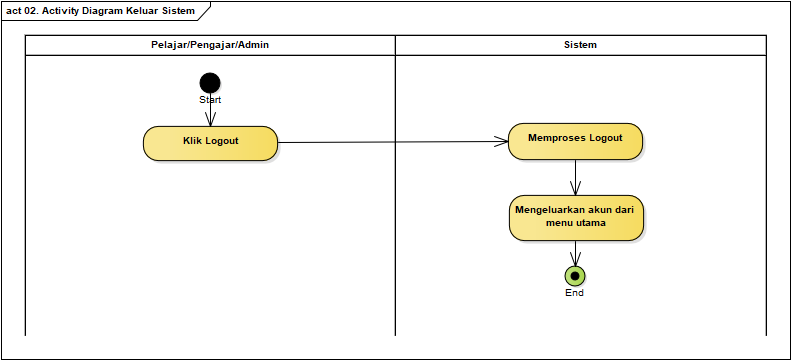 act 02. Activity Diagram Keluar Sistem
Pelajar/Pengajar/Admin
Sistem
Start
Klik Logout
Memproses Logout
Mengeluarkan akun dari
menu utama
End